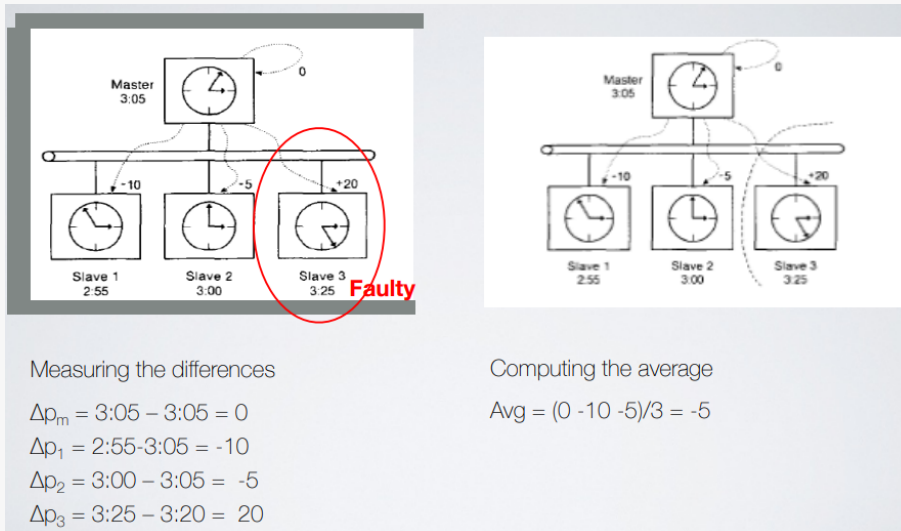 Master
3:05
0
-10
-5
+20
Slave 1
2:55
Slave 2
3:00
Slave 3
3:25
Faulty
Master
3:05
0
-10
-5
+20
Slave 1
2:55
Slave 2
3:00
Slave 3
3:25
Measuring the differences
Δpm = 3:05 – 3:05 = 0
Δp1 = 2:55-3:05 = -10
Δp2 = 3:00 – 3:05 = -5
Δp3 = 3:25 – 3:20 = 20
Computing the average
Avg = (0 -10 -5)/3 = -5